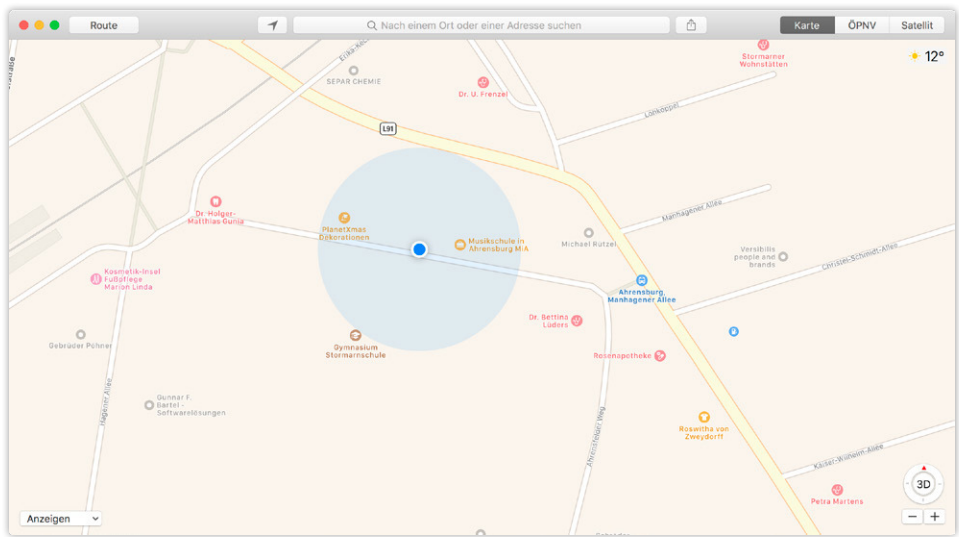 Route
Nach einem Ort oder einer Adresse suchen
Karte
ÖPNV
Satellit
12°
Stormarner
Wohnstätten
SEPAR CHEMIE
Dr. U. Frenzel
Lohkoppel
L91
Dr. Holger-
Matthias Gunia
PlanetXmas
Dekorationen
Musikschule in
Ahrensburg MiA
Michael Rützel
Manhagener Allee
Versibilis
people and
brands
Christel-Schmidt-Allee
Kosmetik-Insel
Fußpflege
Marion Linda
Ahrensburg,
Manhagener Allee
Dr. Bettina
Lüders
Gebrüder Pühner
Gymnasium
Stormarnschule
Rosenapotheke
Hagener Allee
Gunnar F.
Bartel -
Softwarelösungen
Ahrensfelder Weg
Roswitha von
Zweydorff
Kaiser-Wilhelm-Allee
3D
Petra Martens
Anzeigen